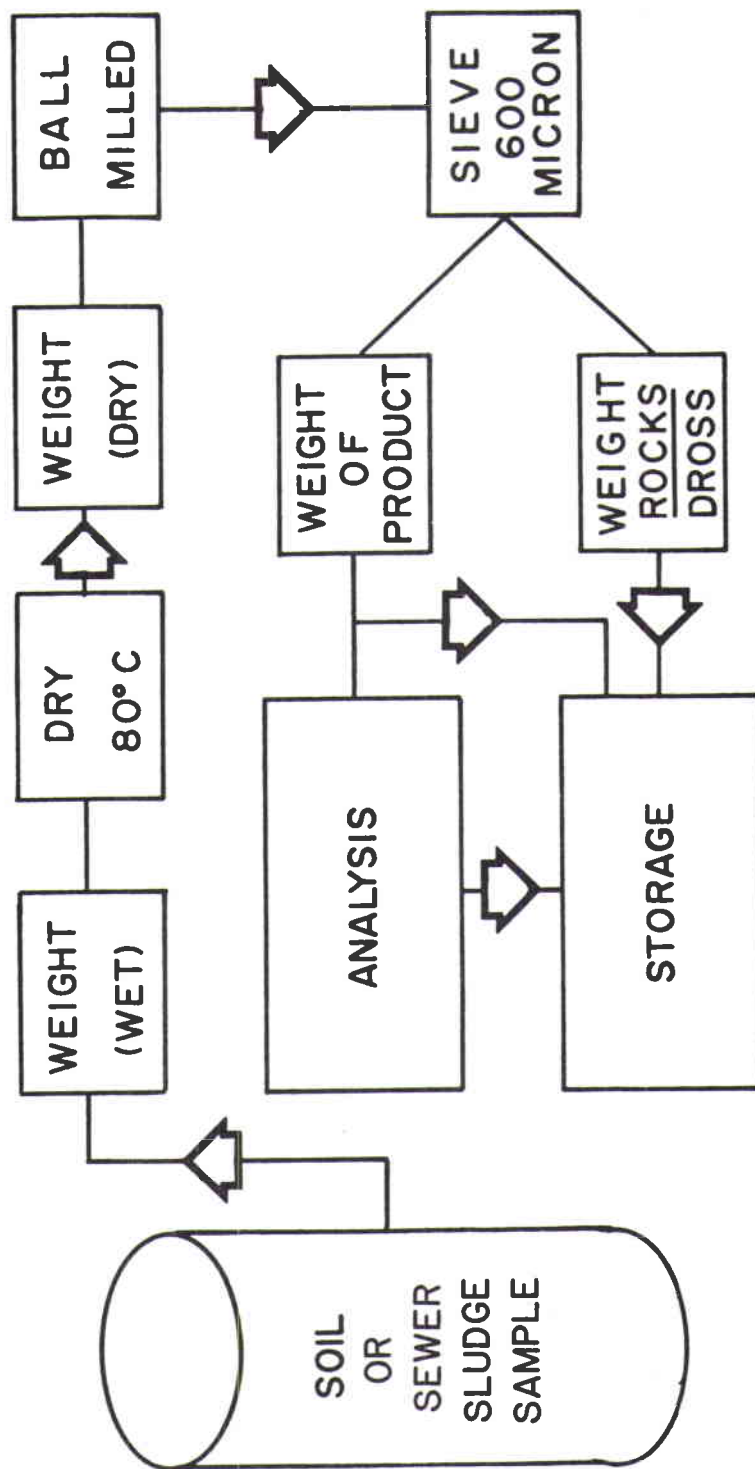 SOIL
OR
SEWER
SLUDGE
SAMPLE
WEIGHT
(WET)
DRY
80°C
WEIGHT
(DRY)
BALL
MILLED
SIEVE
600
MICRON
WEIGHT
OF
PRODUCT
WEIGHT
ROCKS
DROSS
ANALYSIS
STORAGE